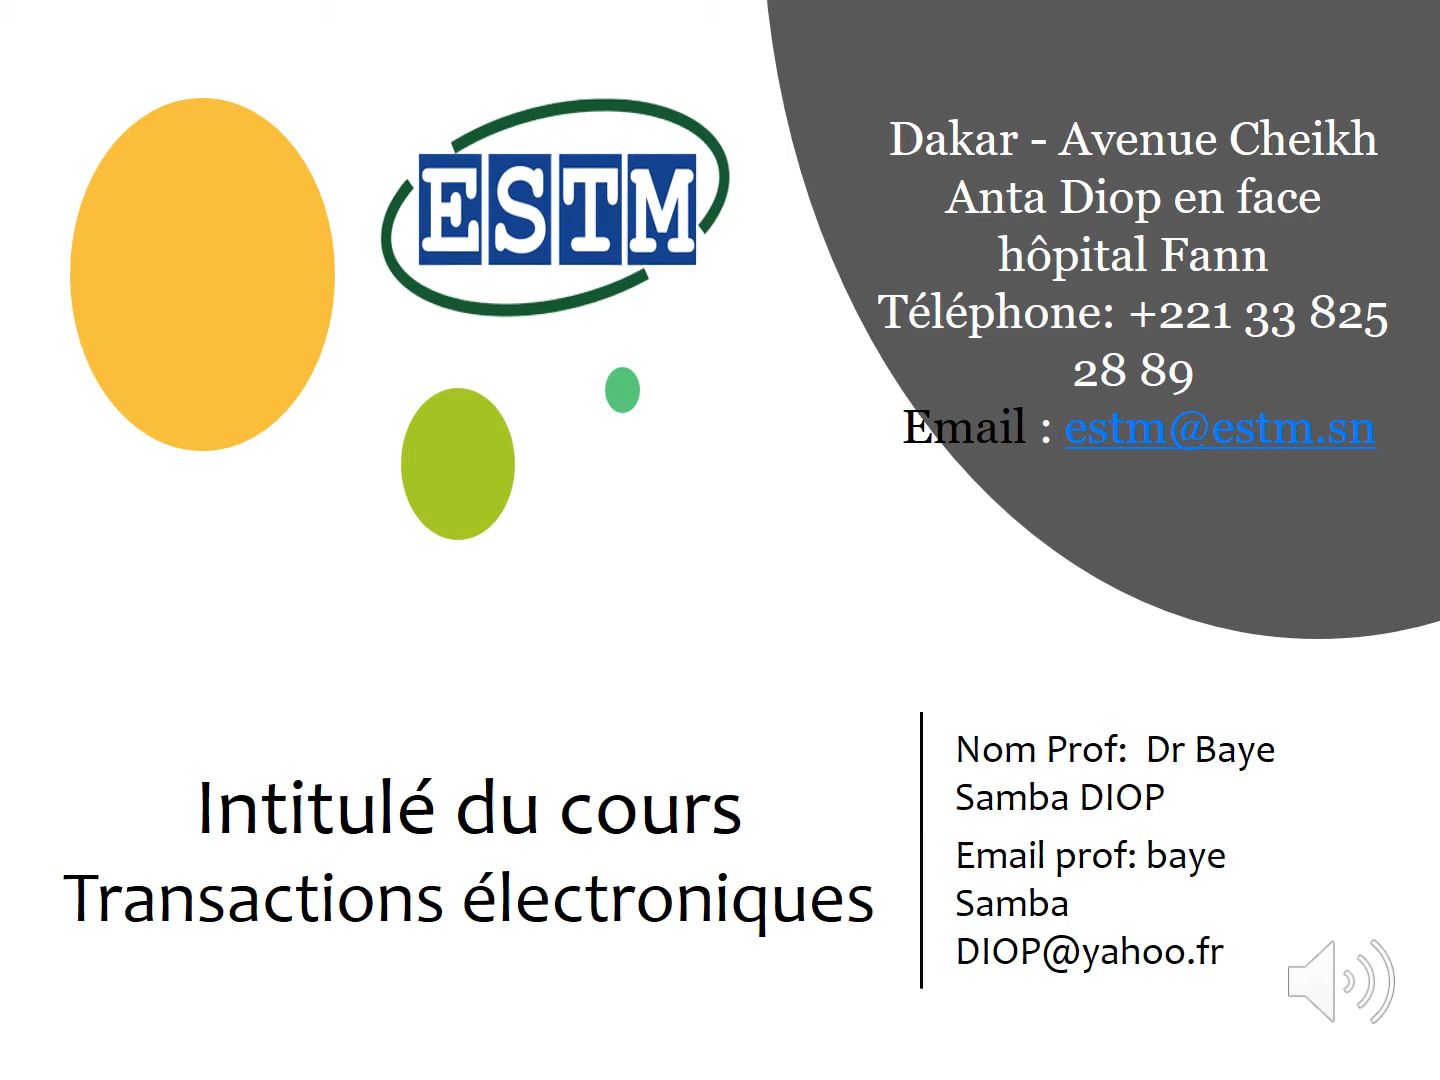 ESTM
Dakar - Avenue Cheikh
Anta Diop en face
hôpital Fann
Téléphone: +221 33 825
28 89
Email : estm@estm.sn
Intitulé du cours
Transactions électroniques
Nom Prof:  Dr Baye
Samba DIOP
Email prof: baye
Samba
DIOP@yahoo.fr